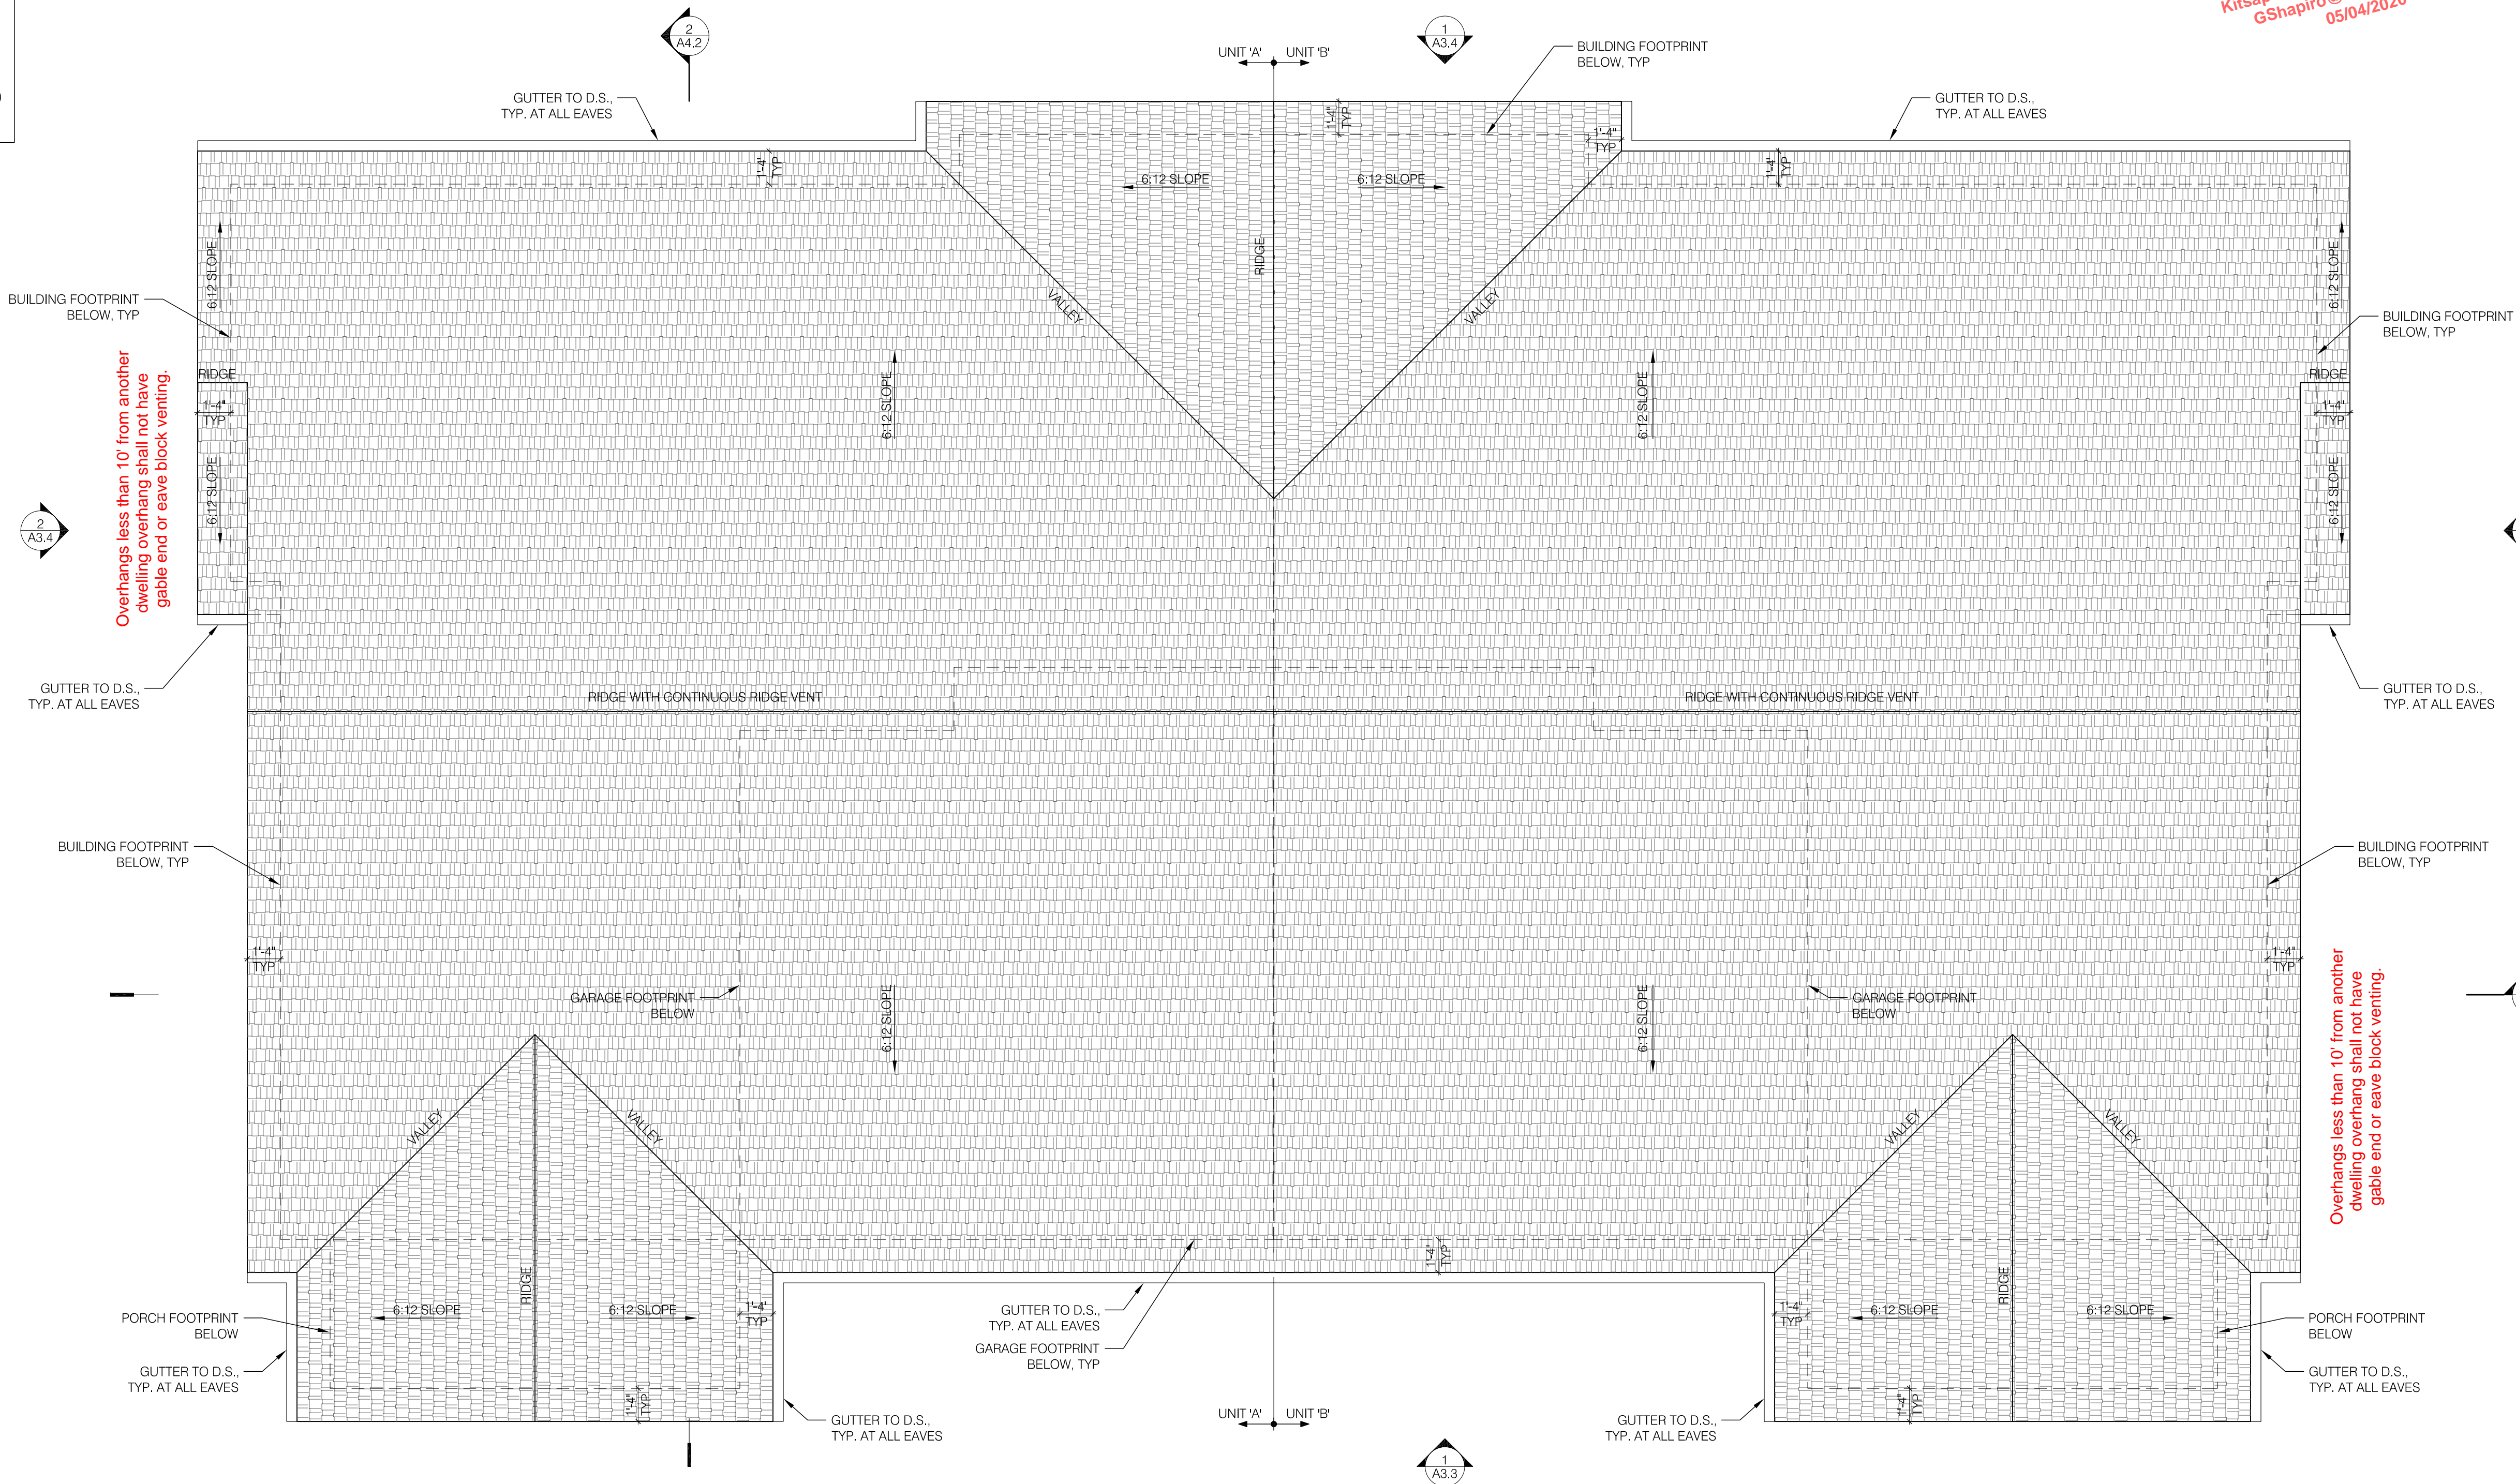 Kitsap
GShapiro@
05/04/2020
2
A4.2
1
A3.4
UNIT 'A'
UNIT 'B'
BUILDING FOOTPRINT
BELOW, TYP
GUTTER TO D.S.,
TYP. AT ALL EAVES
GUTTER TO D.S.,
TYP. AT ALL EAVES
1'-4"
TYP
1'-4"
TYP
1'-4"
TYP
1'-4"
TYP
6:12 SLOPE
6:12 SLOPE
RIDGE
VALLEY
VALLEY
6:12 SLOPE
6:12 SLOPE
BUILDING FOOTPRINT
BELOW, TYP
BUILDING FOOTPRINT
BELOW, TYP
RIDGE
RIDGE
1'-4"
TYP
1'-4"
TYP
6:12 SLOPE
6:12 SLOPE
6:12 SLOPE
6:12 SLOPE
Overhangs less than 10' from another
dwelling overhang shall not have
gable end or eave block venting.
2
A3.4
GUTTER TO D.S.,
TYP. AT ALL EAVES
GUTTER TO D.S.,
TYP. AT ALL EAVES
RIDGE WITH CONTINUOUS RIDGE VENT
RIDGE WITH CONTINUOUS RIDGE VENT
BUILDING FOOTPRINT
BELOW, TYP
BUILDING FOOTPRINT
BELOW, TYP
1'-4"
TYP
1'-4"
TYP
GARAGE FOOTPRINT
BELOW
GARAGE FOOTPRINT
BELOW
6:12 SLOPE
6:12 SLOPE
Overhangs less than 10' from another
dwelling overhang shall not have
gable end or eave block venting.
VALLEY
VALLEY
VALLEY
VALLEY
1'-4"
TYP
RIDGE
RIDGE
6:12 SLOPE
6:12 SLOPE
1'-4"
TYP
1'-4"
TYP
6:12 SLOPE
6:12 SLOPE
PORCH FOOTPRINT
BELOW
GUTTER TO D.S.,
TYP. AT ALL EAVES
GUTTER TO D.S.,
TYP. AT ALL EAVES
GARAGE FOOTPRINT
BELOW, TYP
PORCH FOOTPRINT
BELOW
GUTTER TO D.S.,
TYP. AT ALL EAVES
1'-4"
TYP
1'-4"
TYP
GUTTER TO D.S.,
TYP. AT ALL EAVES
UNIT 'A'
UNIT 'B'
GUTTER TO D.S.,
TYP. AT ALL EAVES
1
A3.3